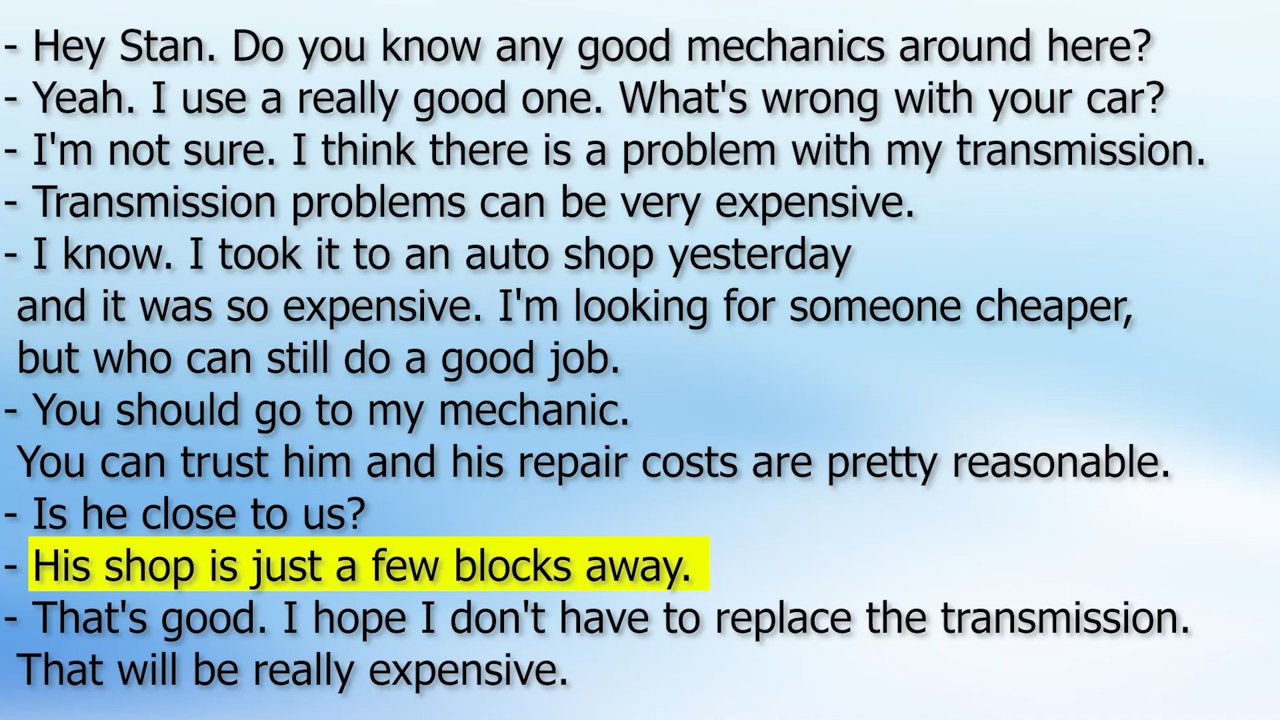 - Hey Stan. Do you know any good mechanics around here?
- Yeah. I use a really good one. What's wrong with your car?
- I'm not sure. I think there is a problem with my transmission.
- Transmission problems can be very expensive.
- I know. I took it to an auto shop yesterday
and it was so expensive. I'm looking for someone cheaper,
but who can still do a good job.
- You should go to my mechanic.
You can trust him and his repair costs are pretty reasonable.
- Is he close to us?
- His shop is just a few blocks away.
- That's good. I hope I don't have to replace the transmission.
That will be really expensive.